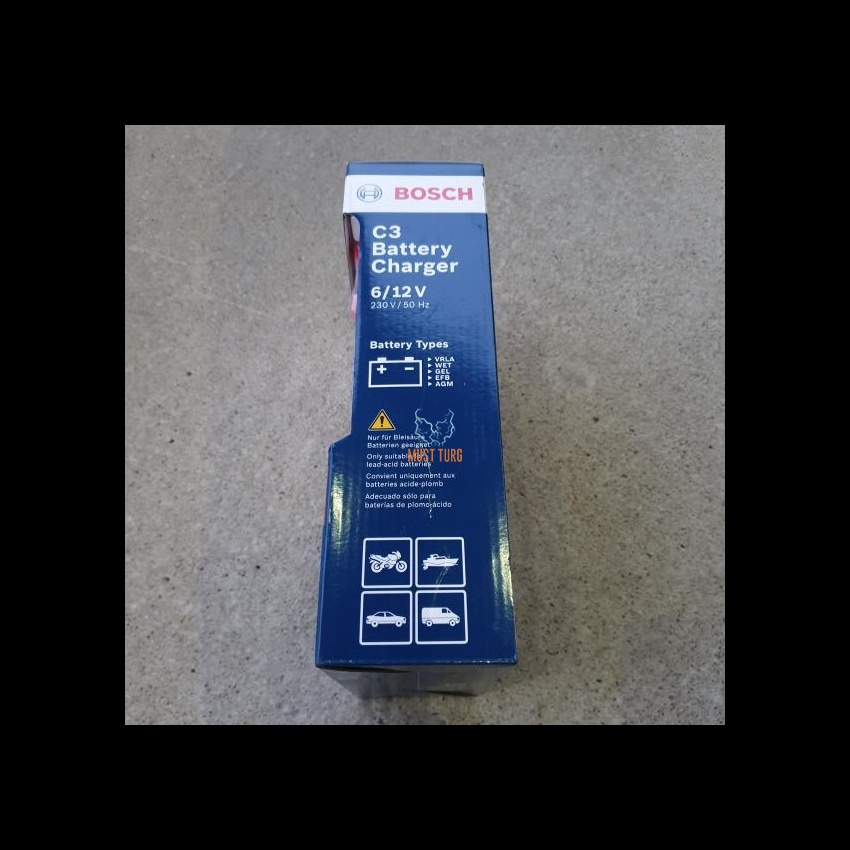 BOSCH
C3
Battery
Charger
6/12 V
230 V / 50 Hz
Battery Types
VRLA
WET
GEL
EFB
AGM
Nur für Bleisäure
Batterien geeignet
MUST TURG
Only suitable for
lead-acid batteries
Convient uniquement aux
batteries acide-plomb
Adecuado sólo para
baterías de plomo-ácido